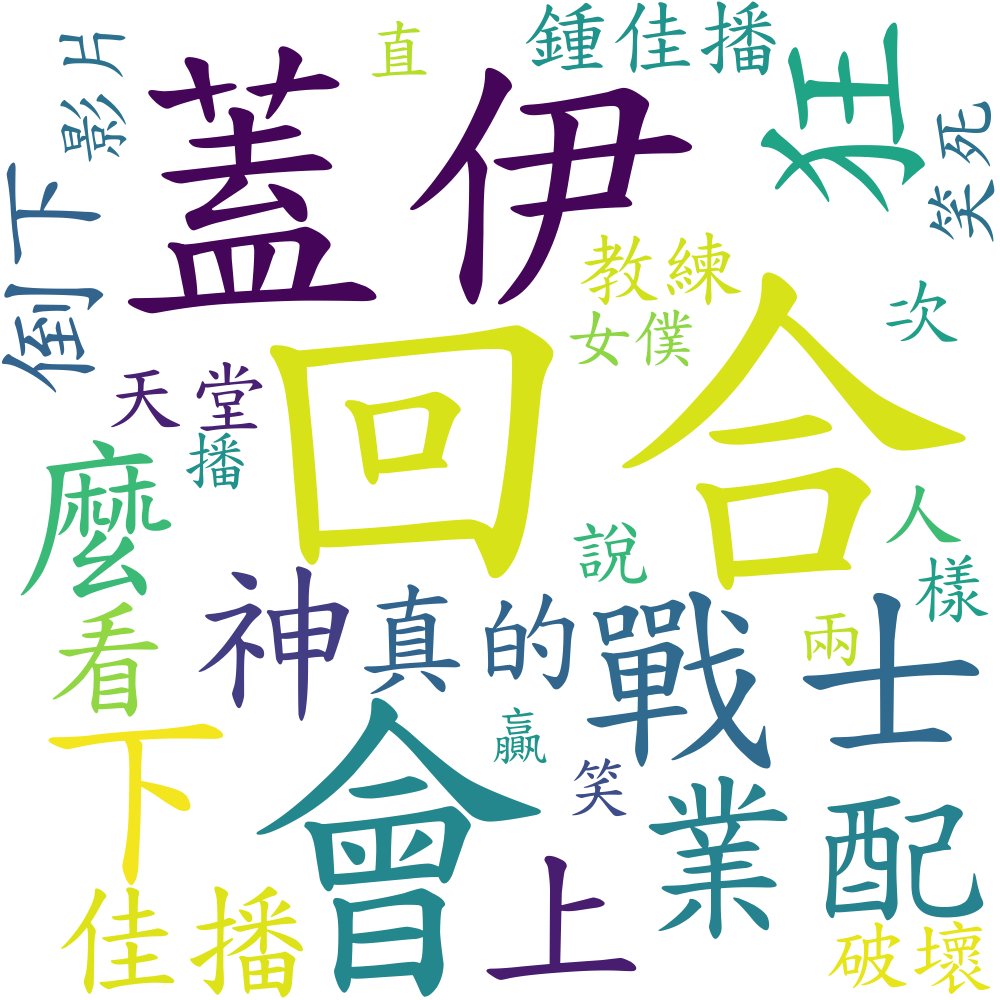 直
鍾佳播
影片
蓋伊
狂
笑死
倒下
教練
女僕
次
回合
天堂
播
麼
人
說
樣
看
神
真的
戰士
兩
下
會
贏
笑
業
配
上
佳播
破壞